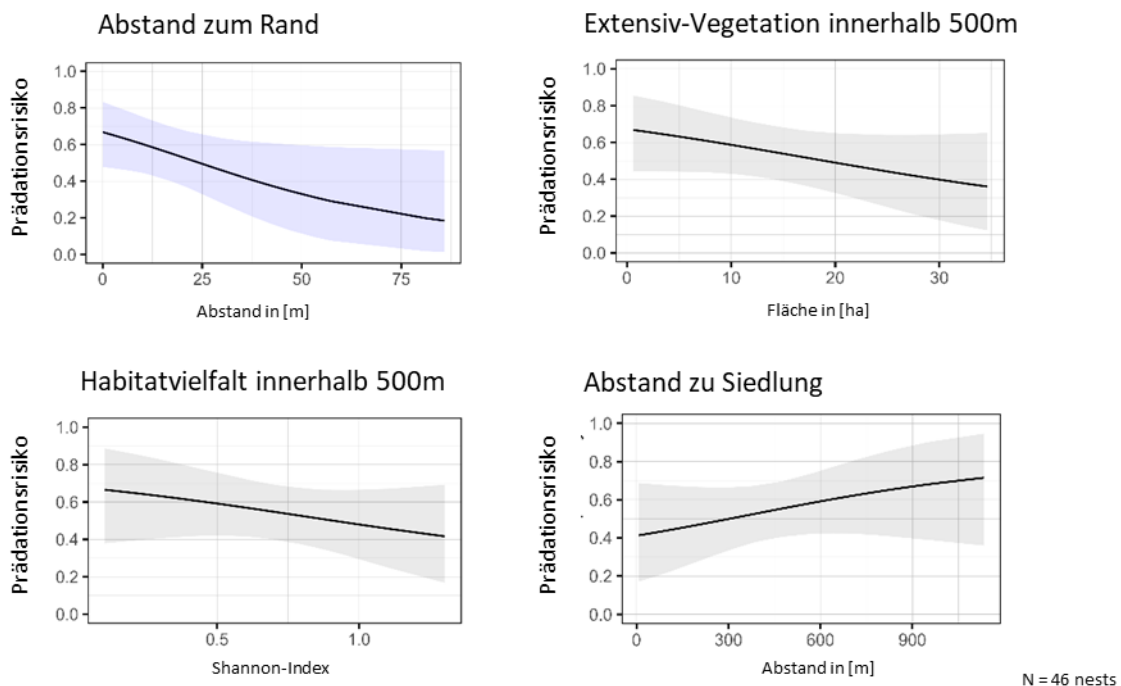 Abstand zum Rand
Extensiv-Vegetation innerhalb 500m
Prädationsrisiko
1.0
0.8
0.6
0.4
0.2
0.0
0 25 50 75
Abstand in [m]
Prädationsrisiko
1.0
0.8
0.6
0.4
0.2
0.0
0 10 20 30
Fläche in [ha]
Habitatvielfalt innerhalb 500m
Abstand zu Siedlung
Prädationsrisiko
1.0
0.8
0.6
0.4
0.2
0.0
0.5 1.0
Shannon-Index
Prädationsrisiko
1.0
0.8
0.6
0.4
0.2
0.0
0 300 600 900
Abstand in [m]
N = 46 nests